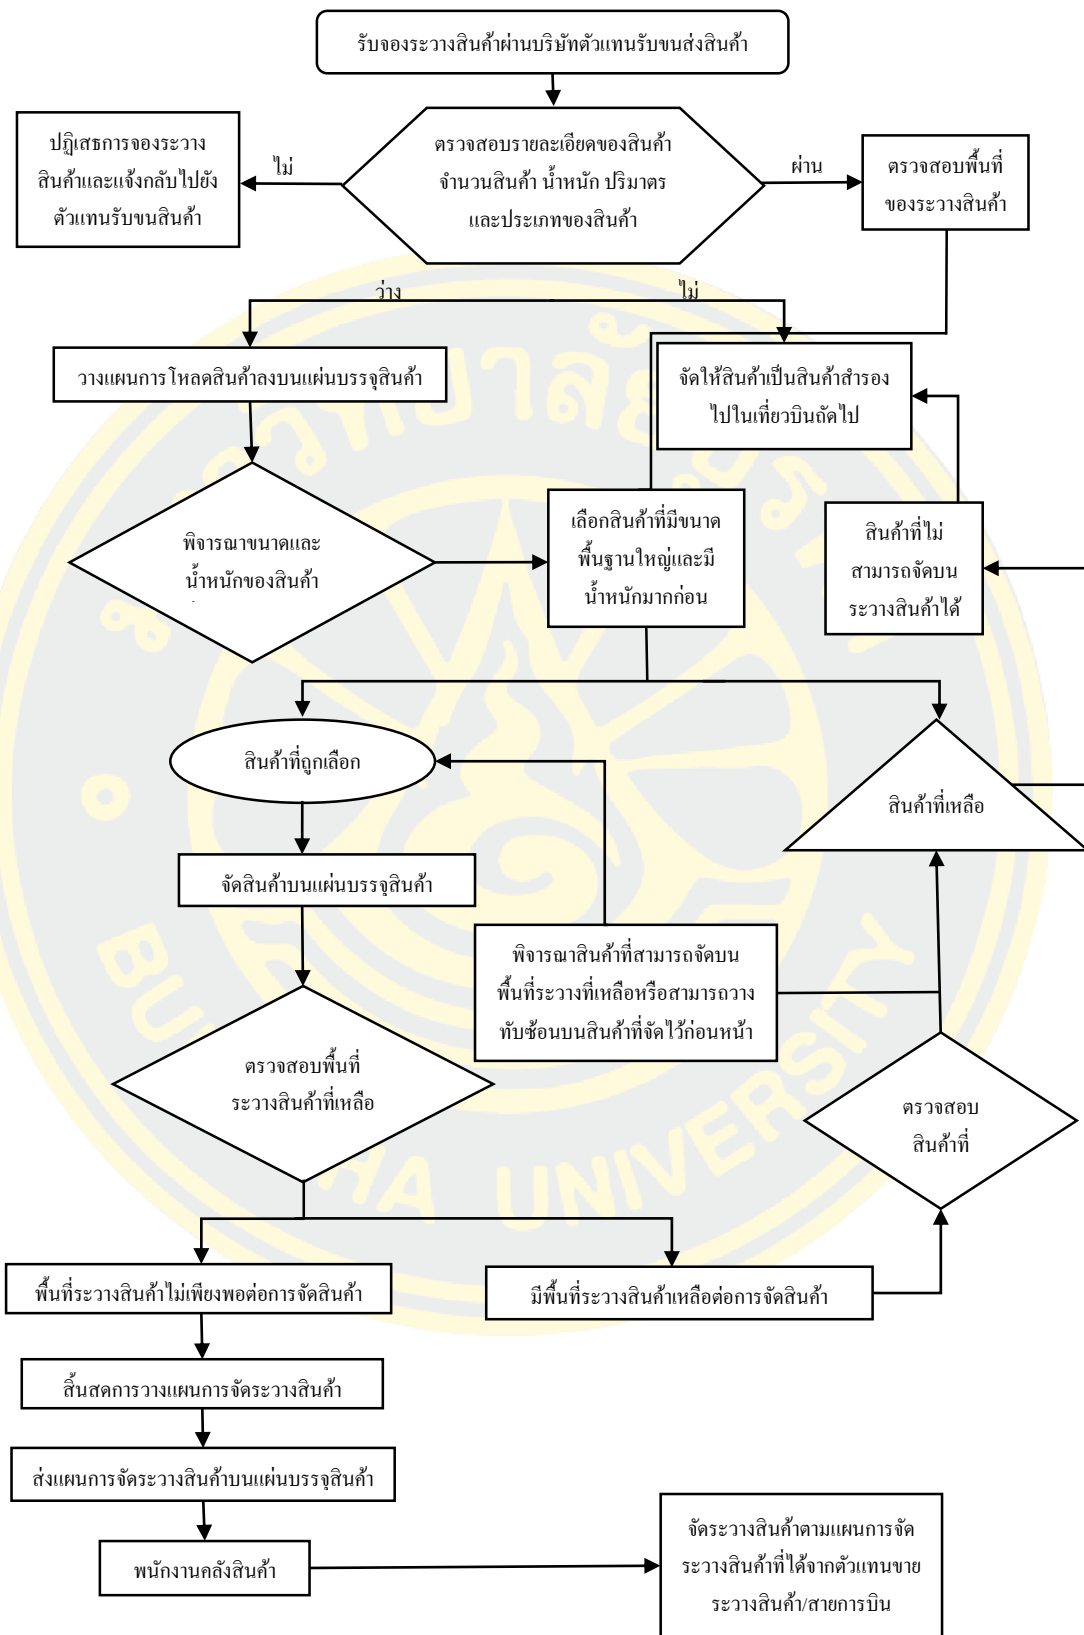 รับจองระวางสินค้าผ่านบริษัทตัวแทนรับขนส่งสินค้า
ปฏิเสธการจองระวาง
สินค้าและแจ้งกลับไปยัง
ตัวแทนรับขนสินค้า
ไม่
ตรวจสอบรายละเอียดของสินค้า
จำนวนสินค้า น้ำหนัก ปริมาตร
และประเภทของสินค้า
ผ่าน
ตรวจสอบพื้นที่
ของระวางสินค้า
ว่าง
ไม่
วางแผนการโหลดสินค้าลงบนแผ่นบรรจุสินค้า
จัดให้สินค้าเป็นสินค้าสำรอง
ไปในเที่ยวบินถัดไป
พิจารณาขนาดและ
น้ำหนักของสินค้า
เลือกสินค้าที่มีขนาด
พื้นฐานใหญ่และมี
น้ำหนักมากก่อน
สินค้าที่ไม่
สามารถจัดบน
ระวางสินค้าได้
สินค้าที่ถูกเลือก
สินค้าที่เหลือ
จัดสินค้าบนแผ่นบรรจุสินค้า
พิจารณาสินค้าที่สามารถจัดบน
พื้นที่ระวางที่เหลือหรือสามารถวาง
ทับซ้อนบนสินค้าที่จัดไว้ก่อนหน้า
ตรวจสอบพื้นที่
ระวางสินค้าที่เหลือ
ตรวจสอบ
สินค้าที่
พื้นที่ระวางสินค้าไม่เพียงพอต่อการจัดสินค้า
มีพื้นที่ระวางสินค้าเหลือต่อการจัดสินค้า
สิ้นสดการวางแผนการจัดระวางสินค้า
ส่งแผนการจัดระวางสินค้าบนแผ่นบรรจุสินค้า
พนักงานคลังสินค้า
จัดระวางสินค้าตามแผนการจัด
ระวางสินค้าที่ได้จากตัวแทนขาย
ระวางสินค้า/สายการบิน
UNIVERSITY